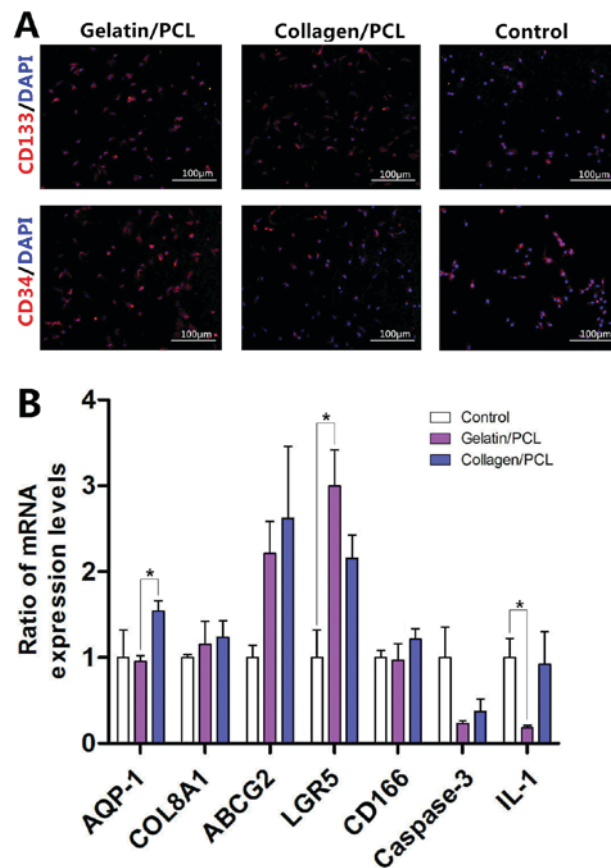 A
Gelatin/PCL Collagen/PCL Control
CD133/DAPI
100μm 100μm 100μm
CD34/DAPI
100μm 100μm 100μm
B
Ratio of mRNA
expression levels
4
3
2
1
0
Control
Gelatin/PCL
Collagen/PCL
* * *
AQP-1 COL8A1 ABCG2 LGR5 CD166 Caspase-3 IL-1